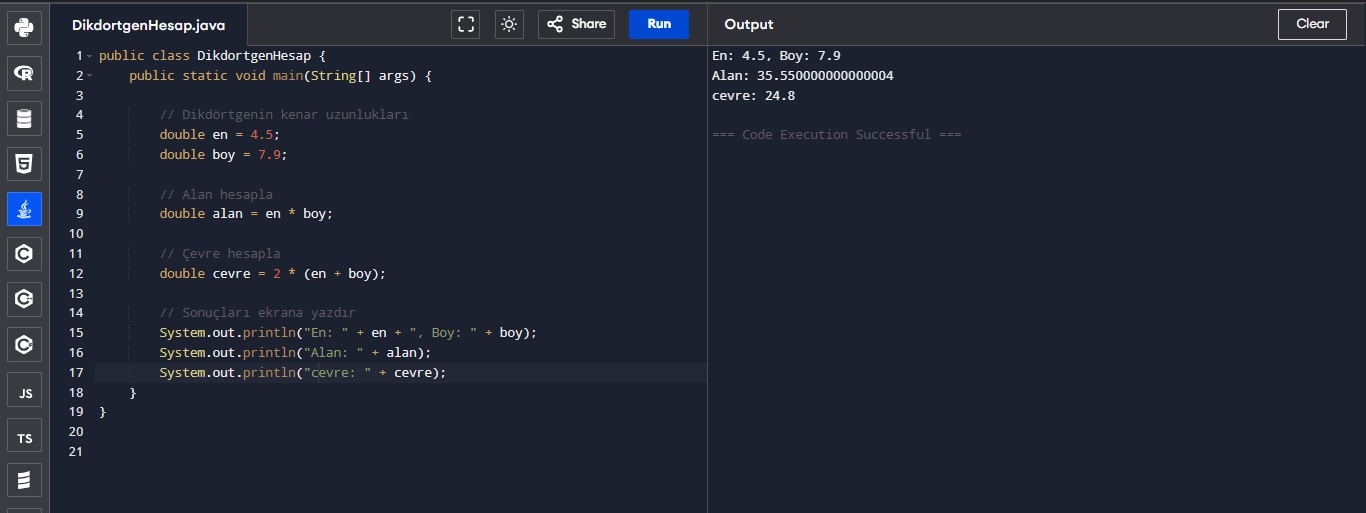 DikdortgenHesap.java
Share
Run
Output
Clear
1 public class DikdortgenHesap {
2     public static void main(String[] args) {
3
4         // Dikdörtgenin kenar uzunlukları
5         double en = 4.5;
6         double boy = 7.9;
7
8         // Alan hesapla
9         double alan = en * boy;
10
11         // Çevre hesapla
12         double cevre = 2 * (en + boy);
13
14         // Sonuçları ekrana yazdır
15         System.out.println("En: " + en + ", Boy: " + boy);
16         System.out.println("Alan: " + alan);
17         System.out.println("cevre: " + cevre);
18     }
19 }
20
21
En: 4.5, Boy: 7.9
Alan: 35.550000000000004
cevre: 24.8
=== Code Execution Successful ===
R
5
C
C
C
JS
TS